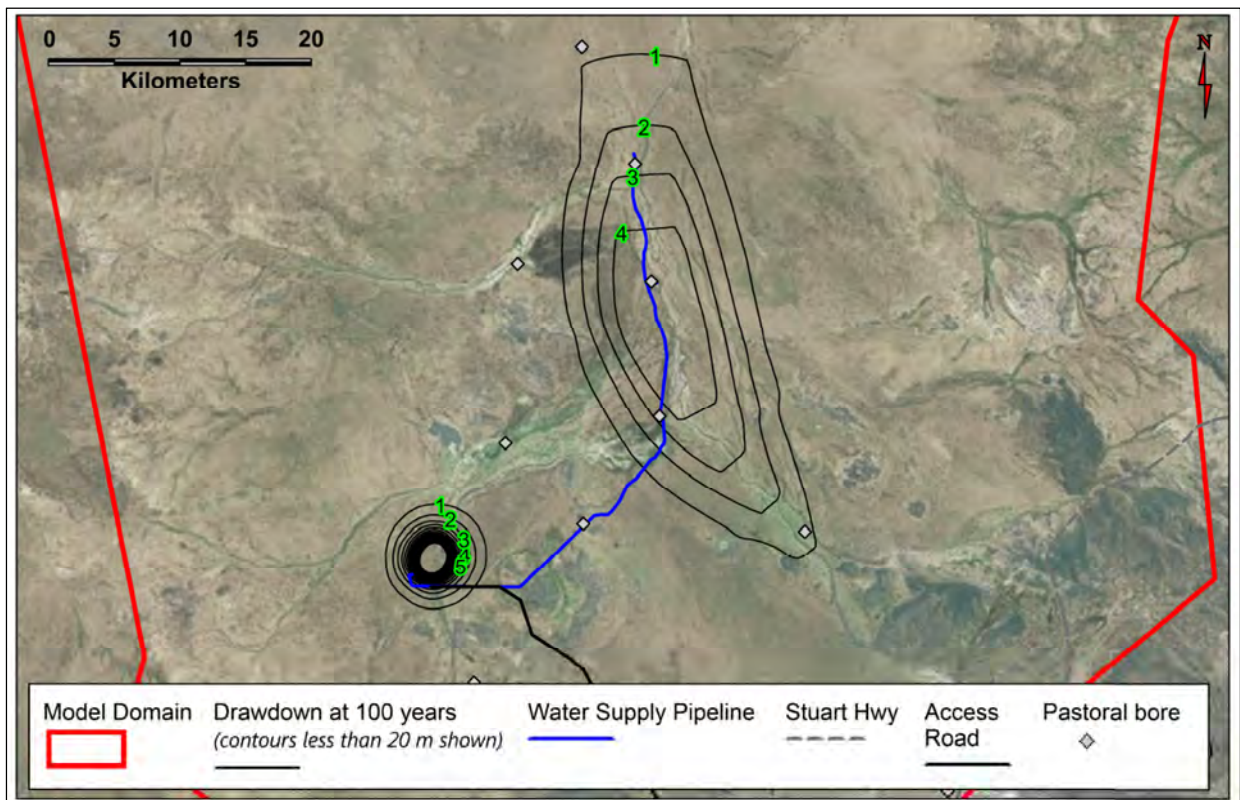 0 5 10 15 20
Kilometers
N
1
2
3
4
1
2
3
4
5
Model Domain
Drawdown at 100 years
(contours less than 20 m shown)
Water Supply Pipeline
Stuart Hwy
Access
Road
Pastoral bore